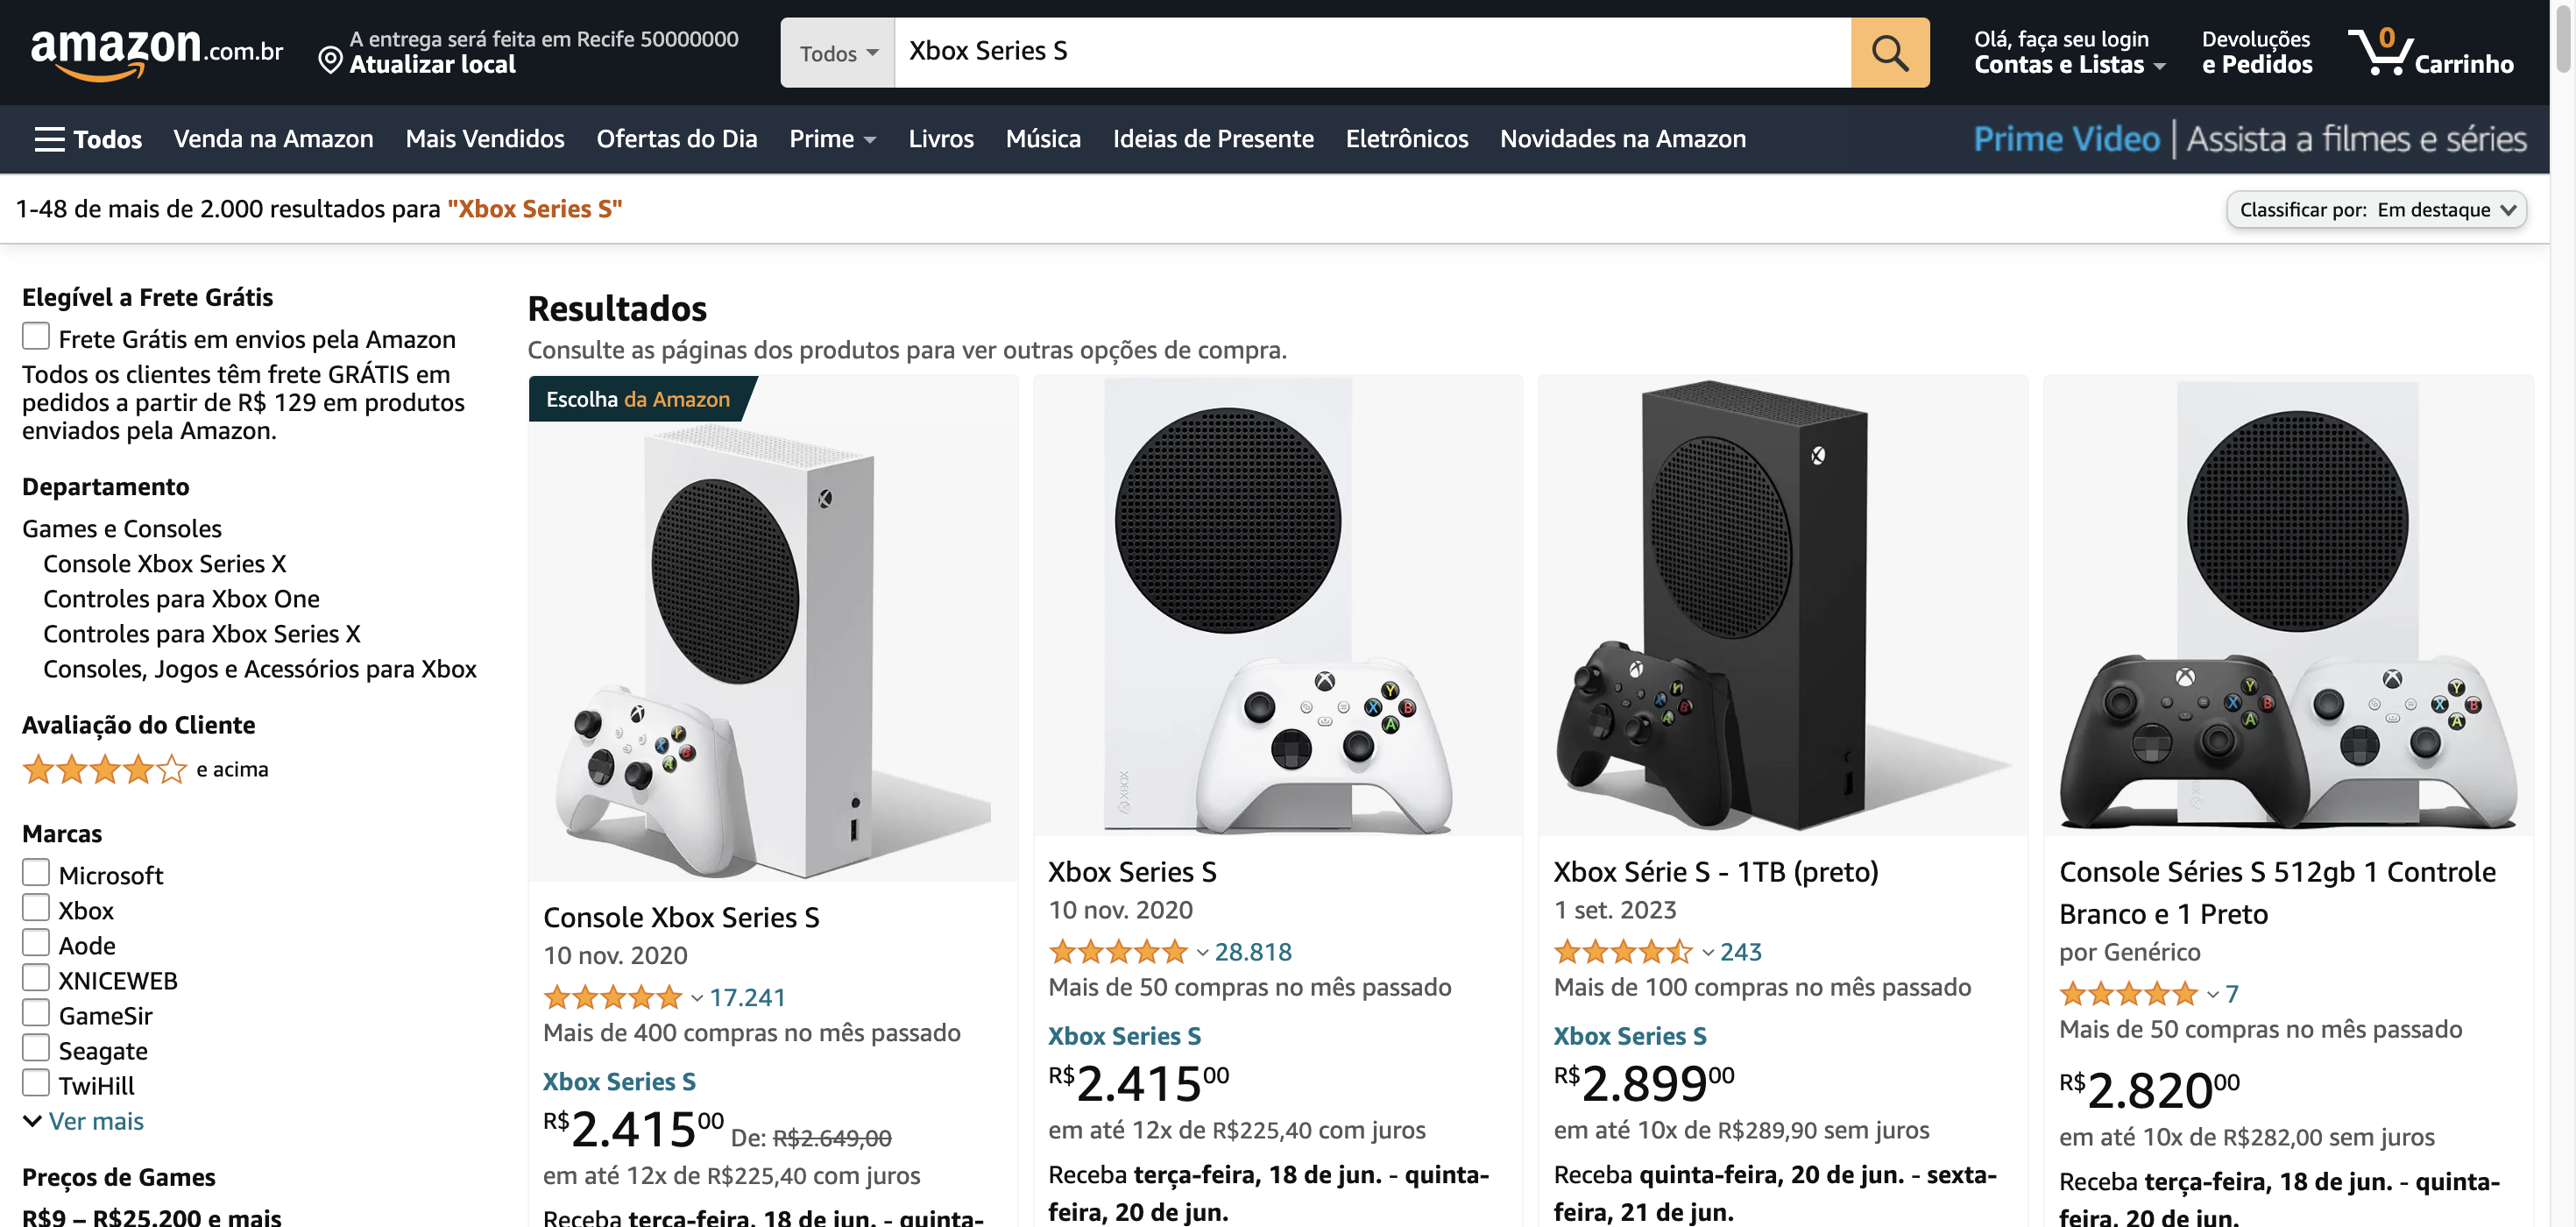 amazon.com.br
A entrega será feita em Recife 50000000
Atualizar local
Todos
Xbox Series S
Olá, faça seu login
Contas e Listas
Devoluções
e Pedidos
0
Carrinho
Todos
Venda na Amazon
Mais Vendidos
Ofertas do Dia
Prime
Livros
Música
Ideias de Presente
Eletrônicos
Novidades na Amazon
Prime Video | Assista a filmes e séries
1-48 de mais de 2.000 resultados para "Xbox Series S"
Classificar por: Em destaque
Elegível a Frete Grátis
Frete Grátis em envios pela Amazon
Todos os clientes têm frete GRÁTIS em
pedidos a partir de R$ 129 em produtos
enviados pela Amazon.
Departamento
Games e Consoles
Console Xbox Series X
Controles para Xbox One
Controles para Xbox Series X
Consoles, Jogos e Acessórios para Xbox
Avaliação do Cliente
e acima
Marcas
Microsoft
Xbox
Aode
XNICEWEB
GameSir
Seagate
TwiHill
Ver mais
Preços de Games
R$9 – R$25.200 e mais
Resultados
Consulte as páginas dos produtos para ver outras opções de compra.
Escolha da Amazon
Console Xbox Series S
10 nov. 2020
17.241
Mais de 400 compras no mês passado
Xbox Series S
R$2.41500 De: R$2.649,00
em até 12x de R$225,40 com juros
Receba terça-feira, 18 de jun. - quinta-
XBOX
Y
X
B
A
Xbox Series S
10 nov. 2020
28.818
Mais de 50 compras no mês passado
Xbox Series S
R$2.41500
em até 12x de R$225,40 com juros
Receba terça-feira, 18 de jun. - quinta-
feira, 20 de jun.
Xbox Série S - 1TB (preto)
1 set. 2023
243
Mais de 100 compras no mês passado
Xbox Series S
R$2.89900
em até 10x de R$289,90 sem juros
Receba quinta-feira, 20 de jun. - sexta-
feira, 21 de jun.
Console Séries S 512gb 1 Controle
Branco e 1 Preto
por Genérico
7
Mais de 50 compras no mês passado
R$2.82000
em até 10x de R$282,00 sem juros
Receba terça-feira, 18 de jun. - quinta-
feira, 20 de jun.